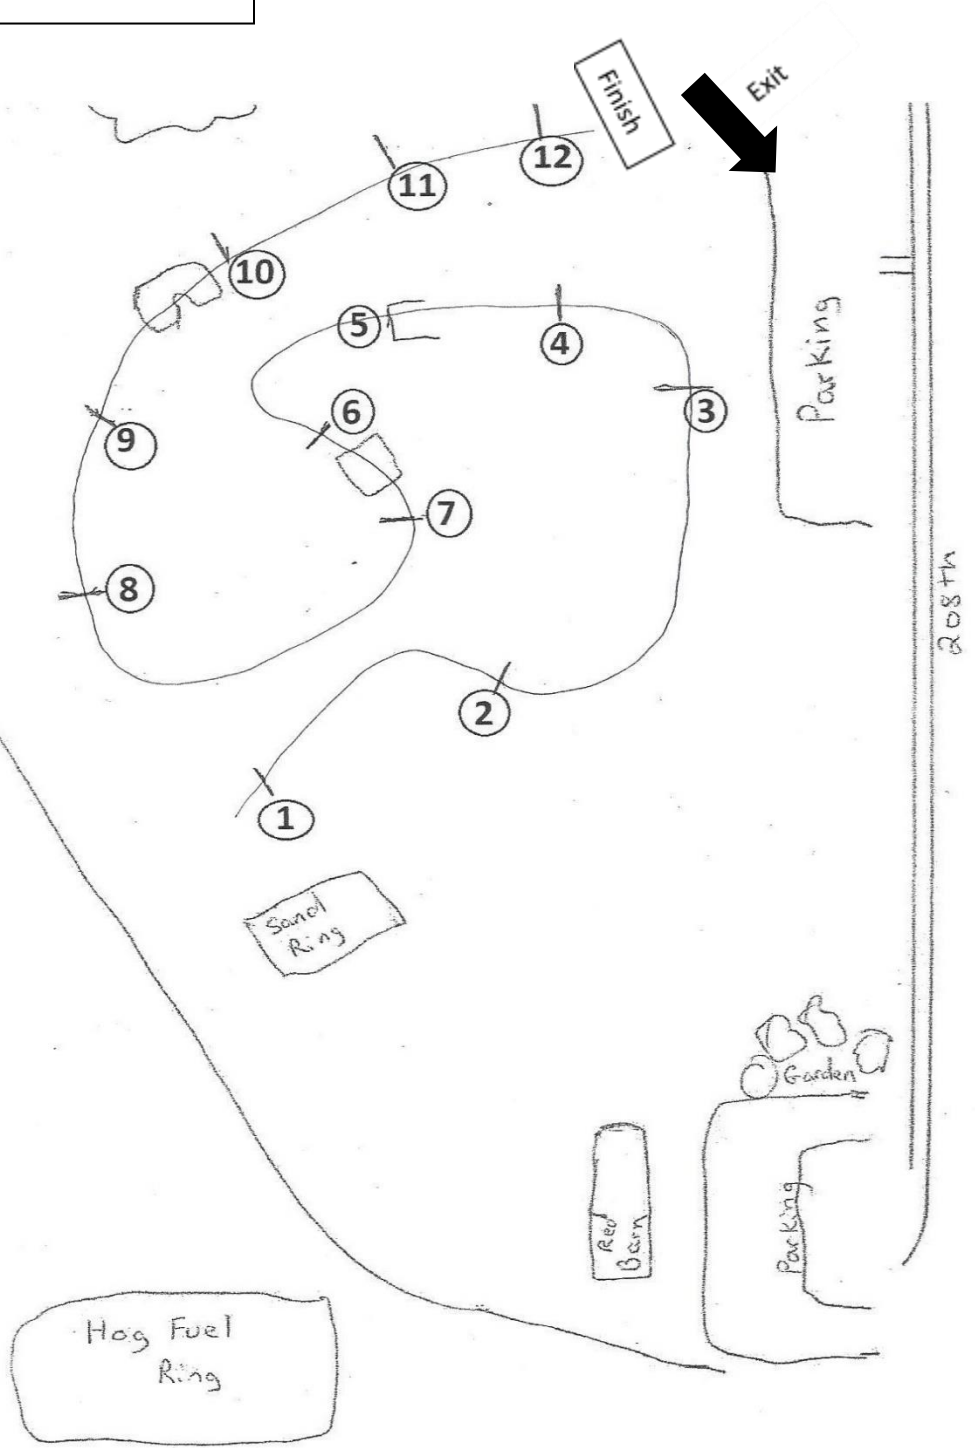 Finish
Exit
12
11
10
5
4
Parking
3
6
9
7
8
208th
2
1
Sand
Ring
Garden
Red
Barn
Parking
Hog Fuel
Ring